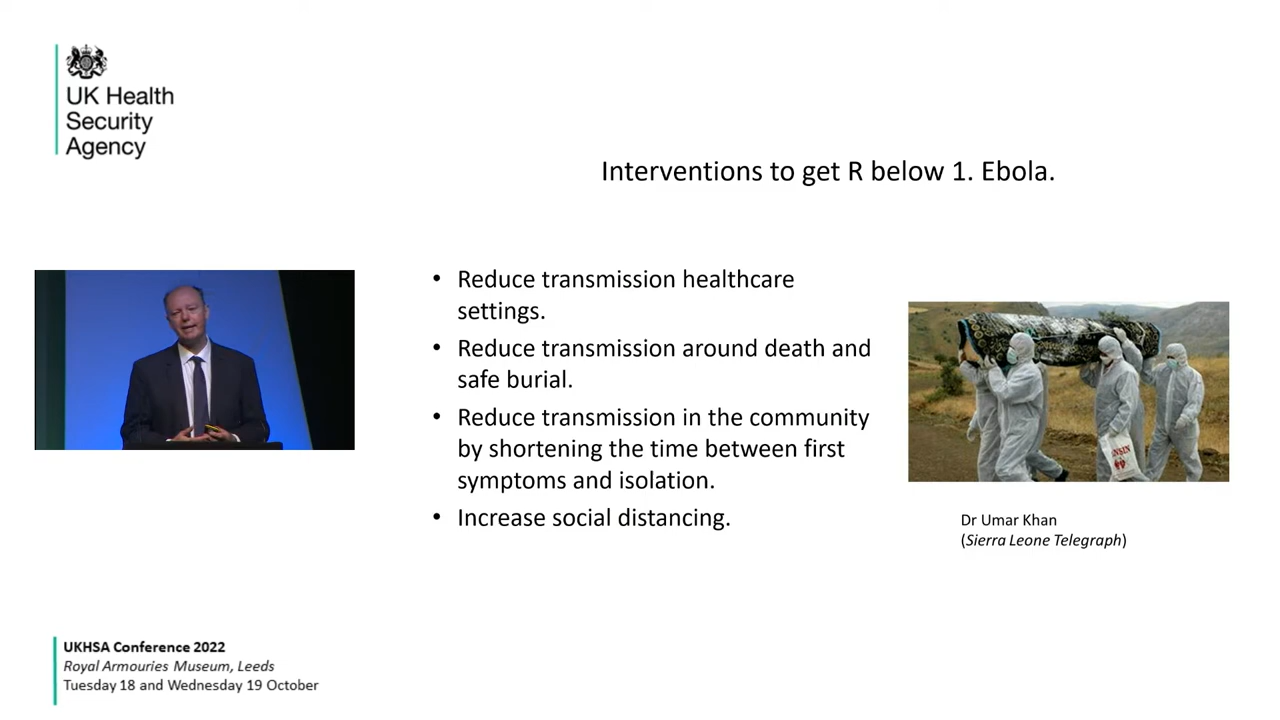 UK Health
Security
Agency
Interventions to get R below 1. Ebola.
• Reduce transmission healthcare
settings.
• Reduce transmission around death and
safe burial.
• Reduce transmission in the community
by shortening the time between first
symptoms and isolation.
• Increase social distancing.
Dr Umar Khan
(Sierra Leone Telegraph)
UKHSA Conference 2022
Royal Armouries Museum, Leeds
Tuesday 18 and Wednesday 19 October